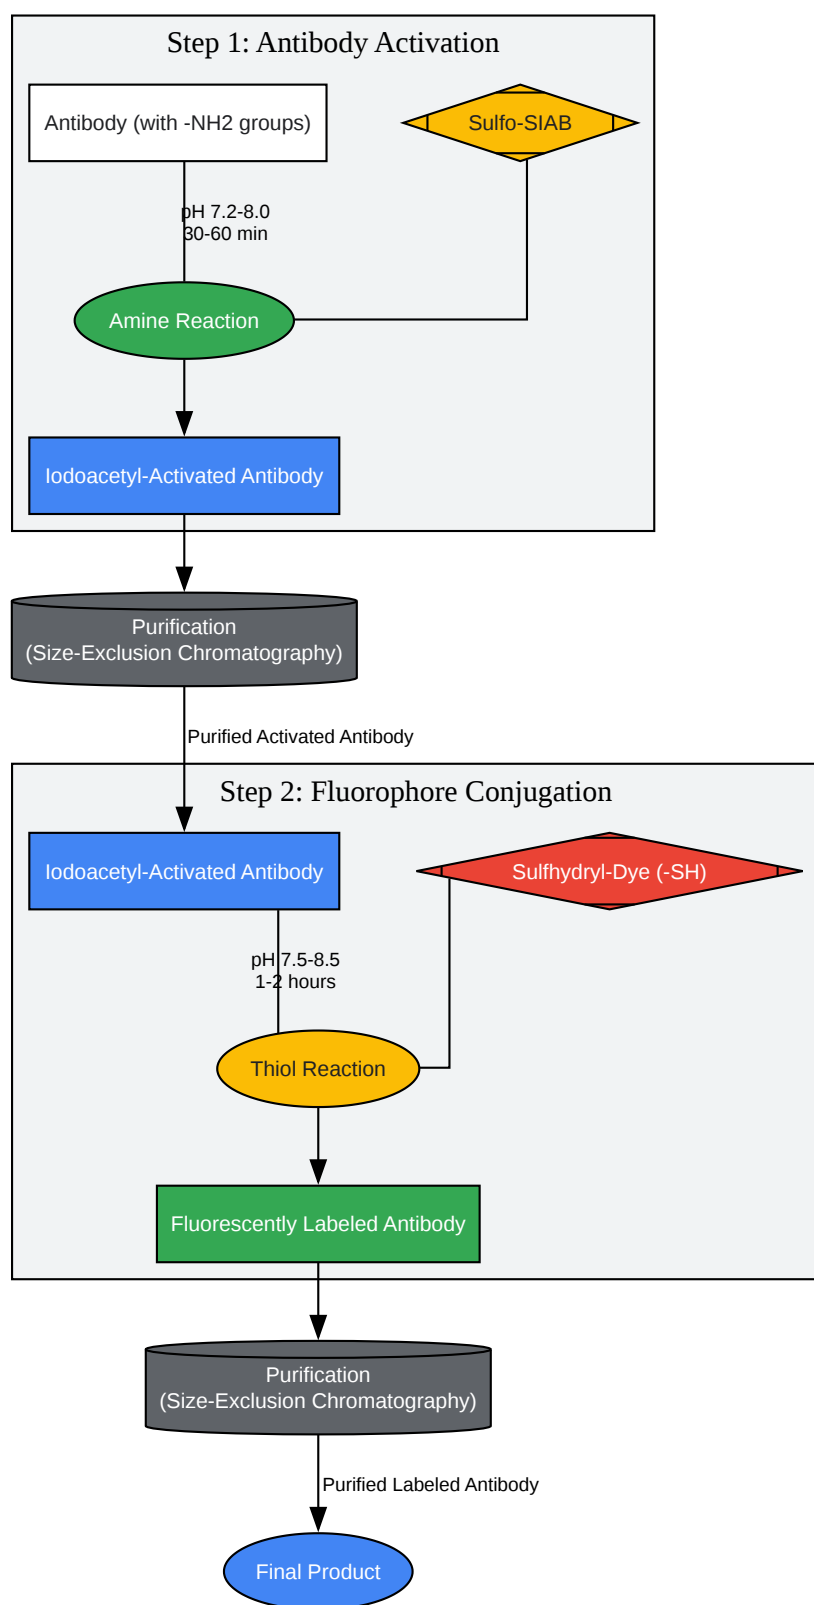 Step 1: Antibody Activation
Antibody (with -NH2 groups)
Sulfo-SIAB
pH 7.2-8.0
30-60 min
Amine Reaction
Iodoacetyl-Activated Antibody
Purification
(Size-Exclusion Chromatography)
Purified Activated Antibody
Step 2: Fluorophore Conjugation
Iodoacetyl-Activated Antibody
Sulfhydryl-Dye (-SH)
pH 7.5-8.5
1-2 hours
Thiol Reaction
Fluorescently Labeled Antibody
Purification
(Size-Exclusion Chromatography)
Purified Labeled Antibody
Final Product